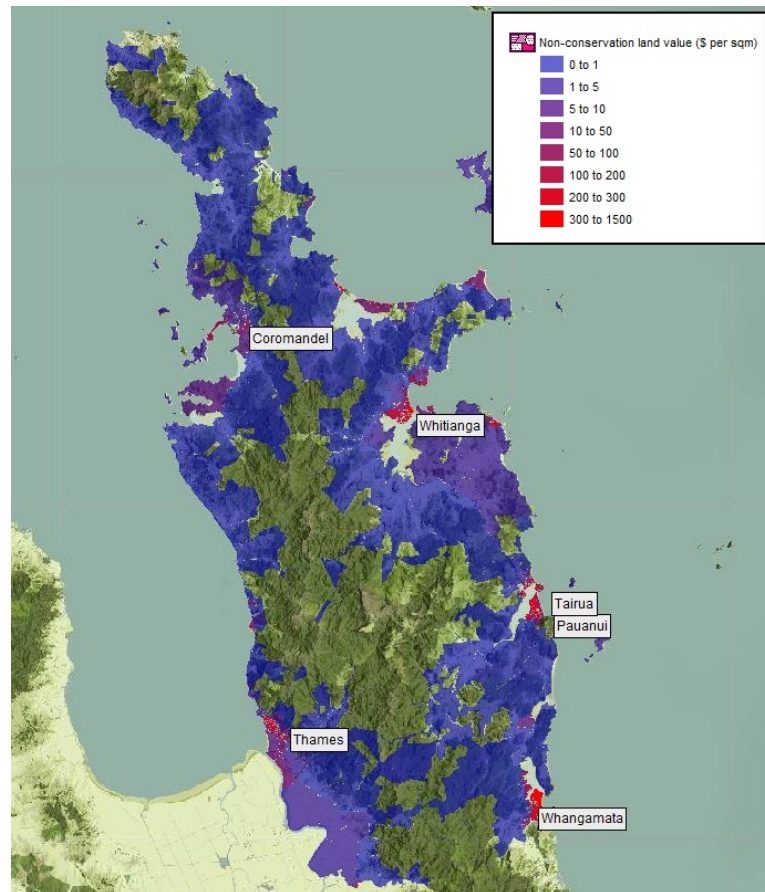 Non-conservation land value ($ per sqm)
0 to 1
1 to 5
5 to 10
10 to 50
50 to 100
100 to 200
200 to 300
300 to 1500
Coromandel
Whitianga
Tairua
Pauanui
Thames
Whangamata